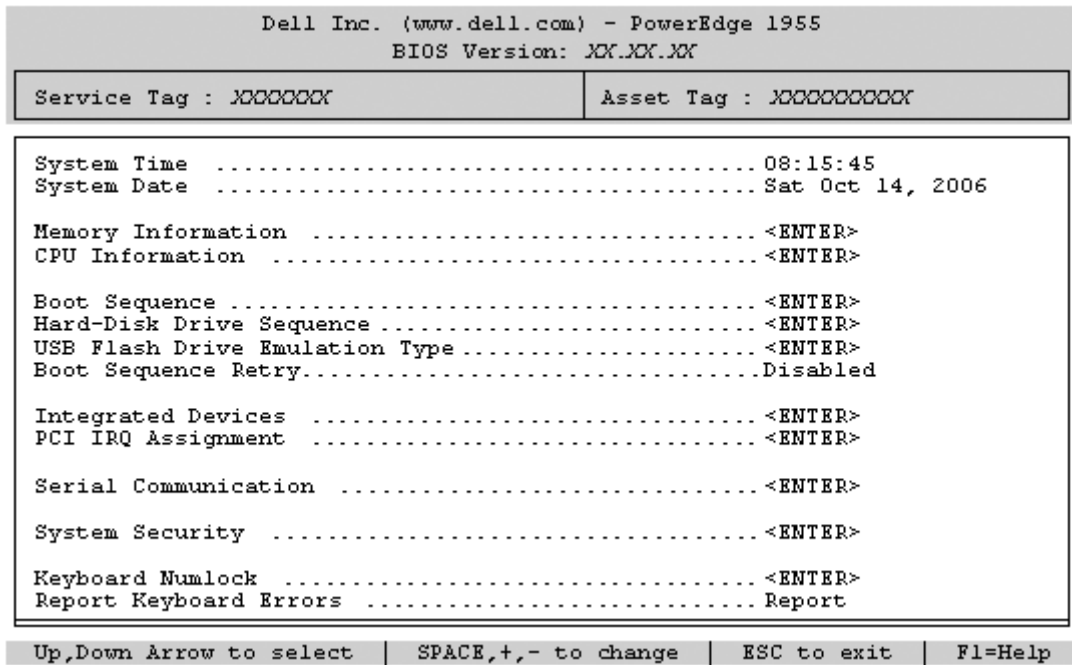 Dell Inc. (www.dell.com) - PowerEdge 1955
BIOS Version: XX.XX.XX
Service Tag : XXXXXXX Asset Tag : XXXXXXXXXX
System Time ........................................ 08:15:45
System Date ........................................ Sat Oct 14, 2006
Memory Information ................................. <ENTER>
CPU Information .................................... <ENTER>
Boot Sequence ....................................... <ENTER>
Hard-Disk Drive Sequence ............................ <ENTER>
USB Flash Drive Emulation Type ...................... <ENTER>
Boot Sequence Retry.................................. Disabled
Integrated Devices ................................. <ENTER>
PCI IRQ Assignment ................................. <ENTER>
Serial Communication ............................... <ENTER>
System Security .................................... <ENTER>
Keyboard Numlock ................................... <ENTER>
Report Keyboard Errors ............................. Report
Up,Down Arrow to select | SPACE,+,- to change | ESC to exit | F1=Help